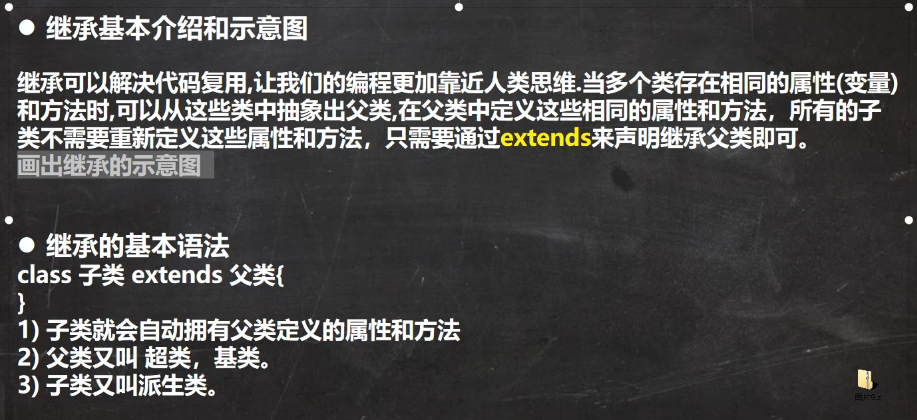 ● 继承基本介绍和示意图
继承可以解决代码复用,让我们的编程更加靠近人类思维.当多个类存在相同的属性(变量)
和方法时,可以从这些类中抽象出父类,在父类中定义这些相同的属性和方法，所有的子
类不需要重新定义这些属性和方法，只需要通过extends来声明继承父类即可。
画出继承的示意图
● 继承的基本语法
class 子类 extends 父类{
}
1) 子类就会自动拥有父类定义的属性和方法
2) 父类又叫 超类，基类。
3) 子类又叫派生类。